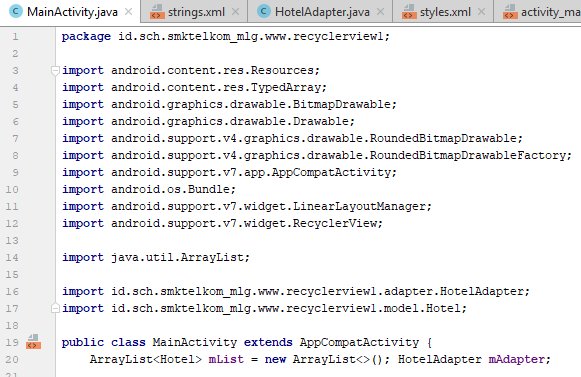 MainActivity.java × strings.xml × HotelAdapter.java × styles.xml × activity_ma
1 package id.sch.smktelkom_mlg.www.recyclerview1;
2
3 import android.content.res.Resources;
4 import android.content.res.TypedArray;
5 import android.graphics.drawable.BitmapDrawable;
6 import android.graphics.drawable.Drawable;
7 import android.support.v4.graphics.drawable.RoundedBitmapDrawable;
8 import android.support.v4.graphics.drawable.RoundedBitmapDrawableFactory;
9 import android.support.v7.app.AppCompatActivity;
10 import android.os.Bundle;
11 import android.support.v7.widget.LinearLayoutManager;
12 import android.support.v7.widget.RecyclerView;
13
14 import java.util.ArrayList;
15
16 import id.sch.smktelkom_mlg.www.recyclerview1.adapter.HotelAdapter;
17 import id.sch.smktelkom_mlg.www.recyclerview1.model.Hotel;
18
19 public class MainActivity extends AppCompatActivity {
20 ArrayList<Hotel> mList = new ArrayList<>(); HotelAdapter mAdapter;